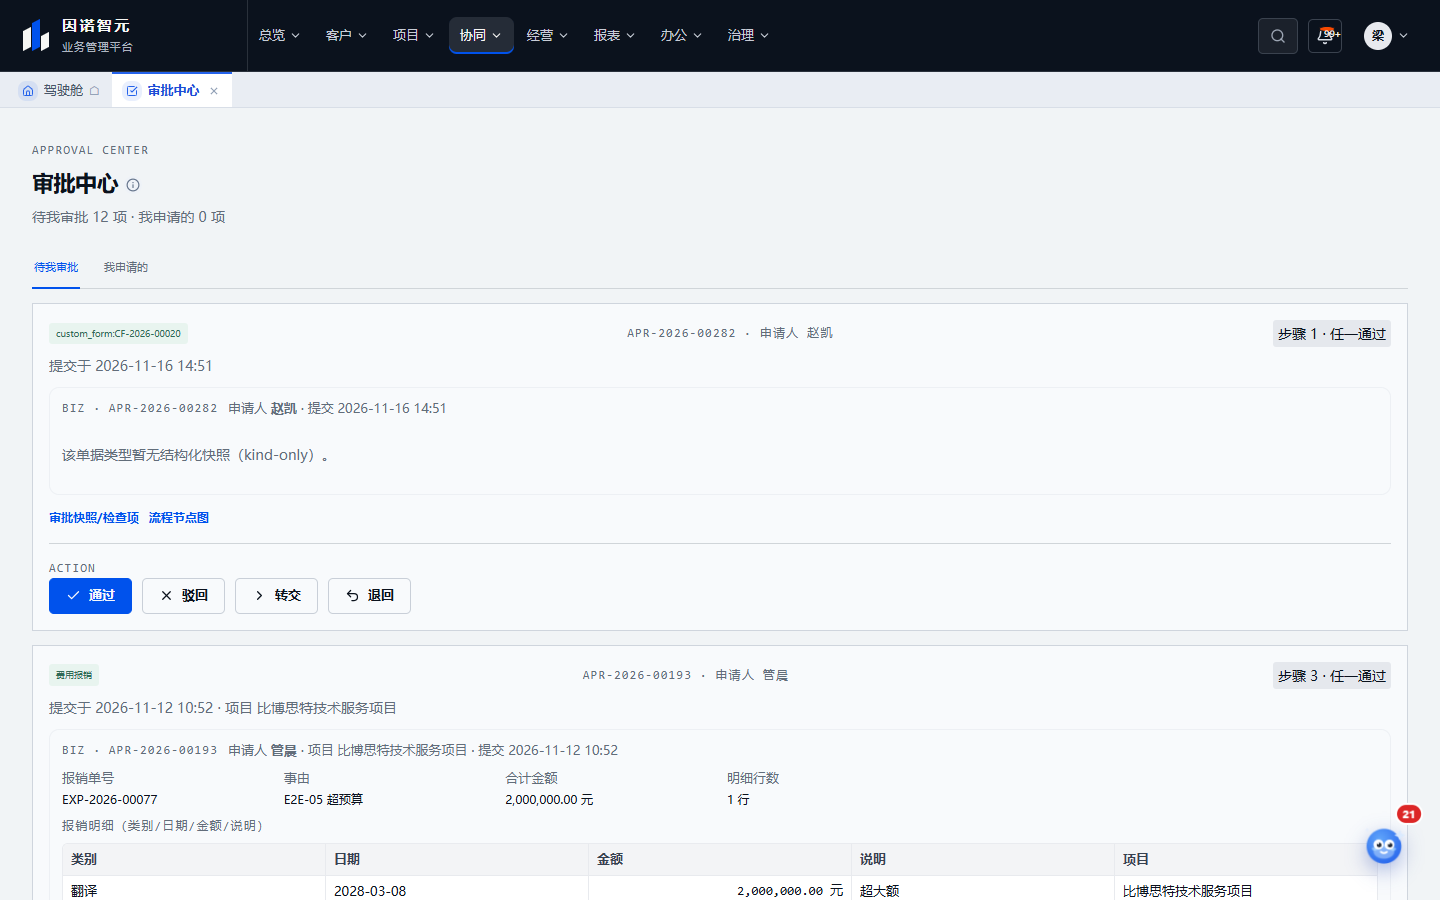 因诺智元
业务管理平台
总览
客户
项目
协同
经营
报表
办公
治理
99+
梁
驾驶舱
审批中心
APPROVAL CENTER
审批中心
待我审批 12 项 · 我申请的 0 项
待我审批
我申请的
custom_form:CF-2026-00020
APR-2026-00282 · 申请人 赵凯
步骤 1 · 任一通过
提交于 2026-11-16 14:51
BIZ · APR-2026-00282 申请人 赵凯 · 提交 2026-11-16 14:51
该单据类型暂无结构化快照（kind-only）。
审批快照/检查项 流程节点图
ACTION
通过
驳回
转交
退回
费用报销
APR-2026-00193 · 申请人 管晨
步骤 3 · 任一通过
提交于 2026-11-12 10:52 · 项目 比博思特技术服务项目
BIZ · APR-2026-00193 申请人 管晨 · 项目 比博思特技术服务项目 · 提交 2026-11-12 10:52
报销单号 事由 合计金额 明细行数
EXP-2026-00077 E2E-05 超预算 2,000,000.00 元 1 行
报销明细（类别/日期/金额/说明）
21
类别 日期 金额 说明 项目
翻译 2028-03-08 2,000,000.00 元 超大额 比博思特技术服务项目